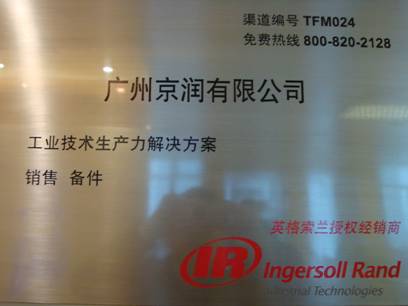 渠道编号 TFM024
免费热线 800-820-2128
广州京润有限公司
工业技术生产力解决方案
销售 备件
英格索兰授权经销商
IR Ingersoll Rand
Technologies